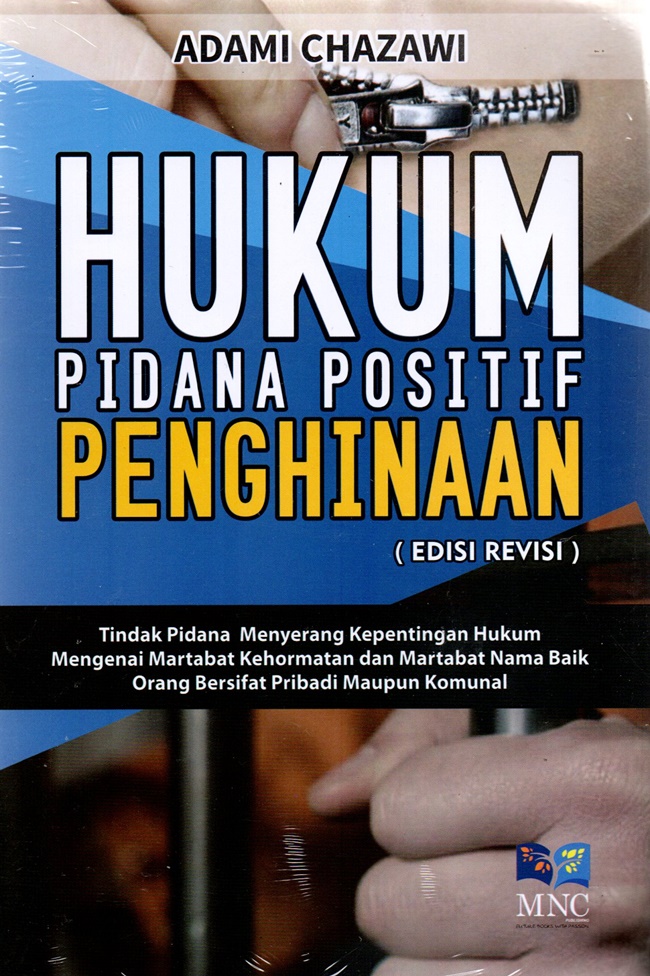 ADAMI CHAZAWI
HUKUM
PIDANA POSITIF
PENGHINAAN
( EDISI REVISI )
Tindak Pidana Menyerang Kepentingan Hukum
Mengenai Martabat Kehormatan dan Martabat Nama Baik
Orang Bersifat Pribadi Maupun Komunal
MNC
PUBLISHING